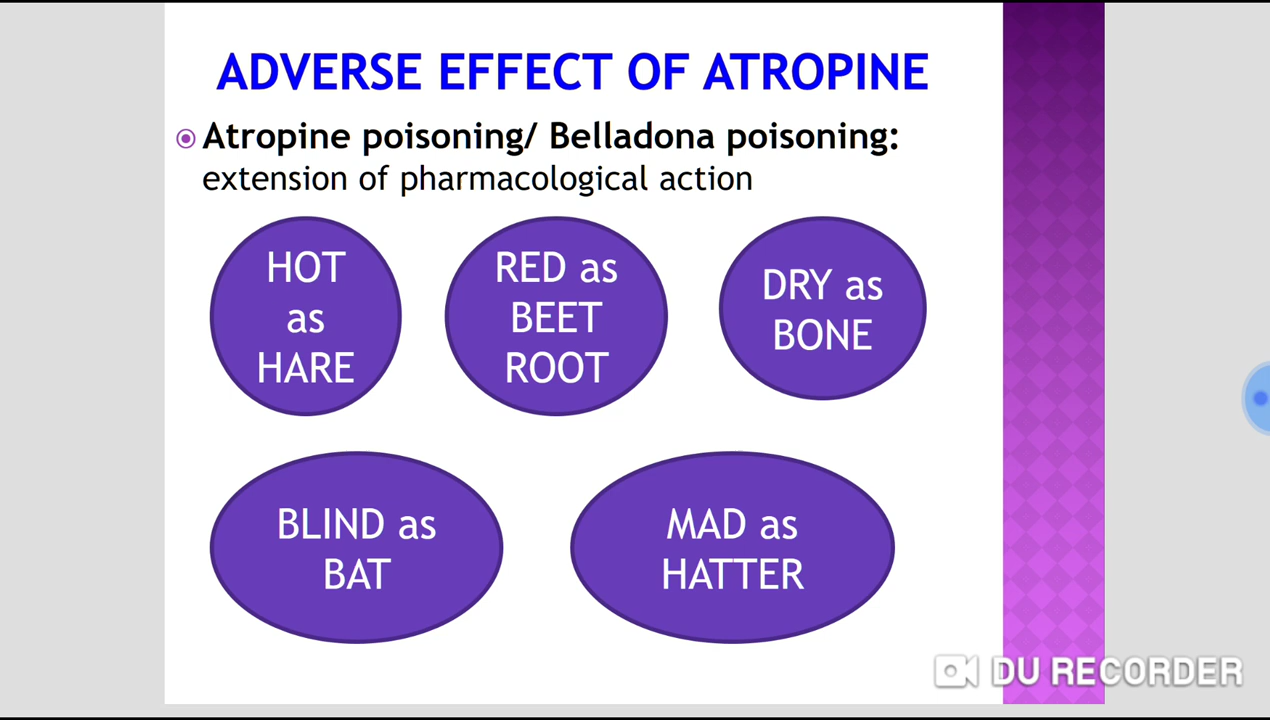 ADVERSE EFFECT OF ATROPINE
Atropine poisoning/ Belladona poisoning:
extension of pharmacological action
HOT
as
HARE
RED as
BEET
ROOT
DRY as
BONE
BLIND as
BAT
MAD as
HATTER
DU RECORDER